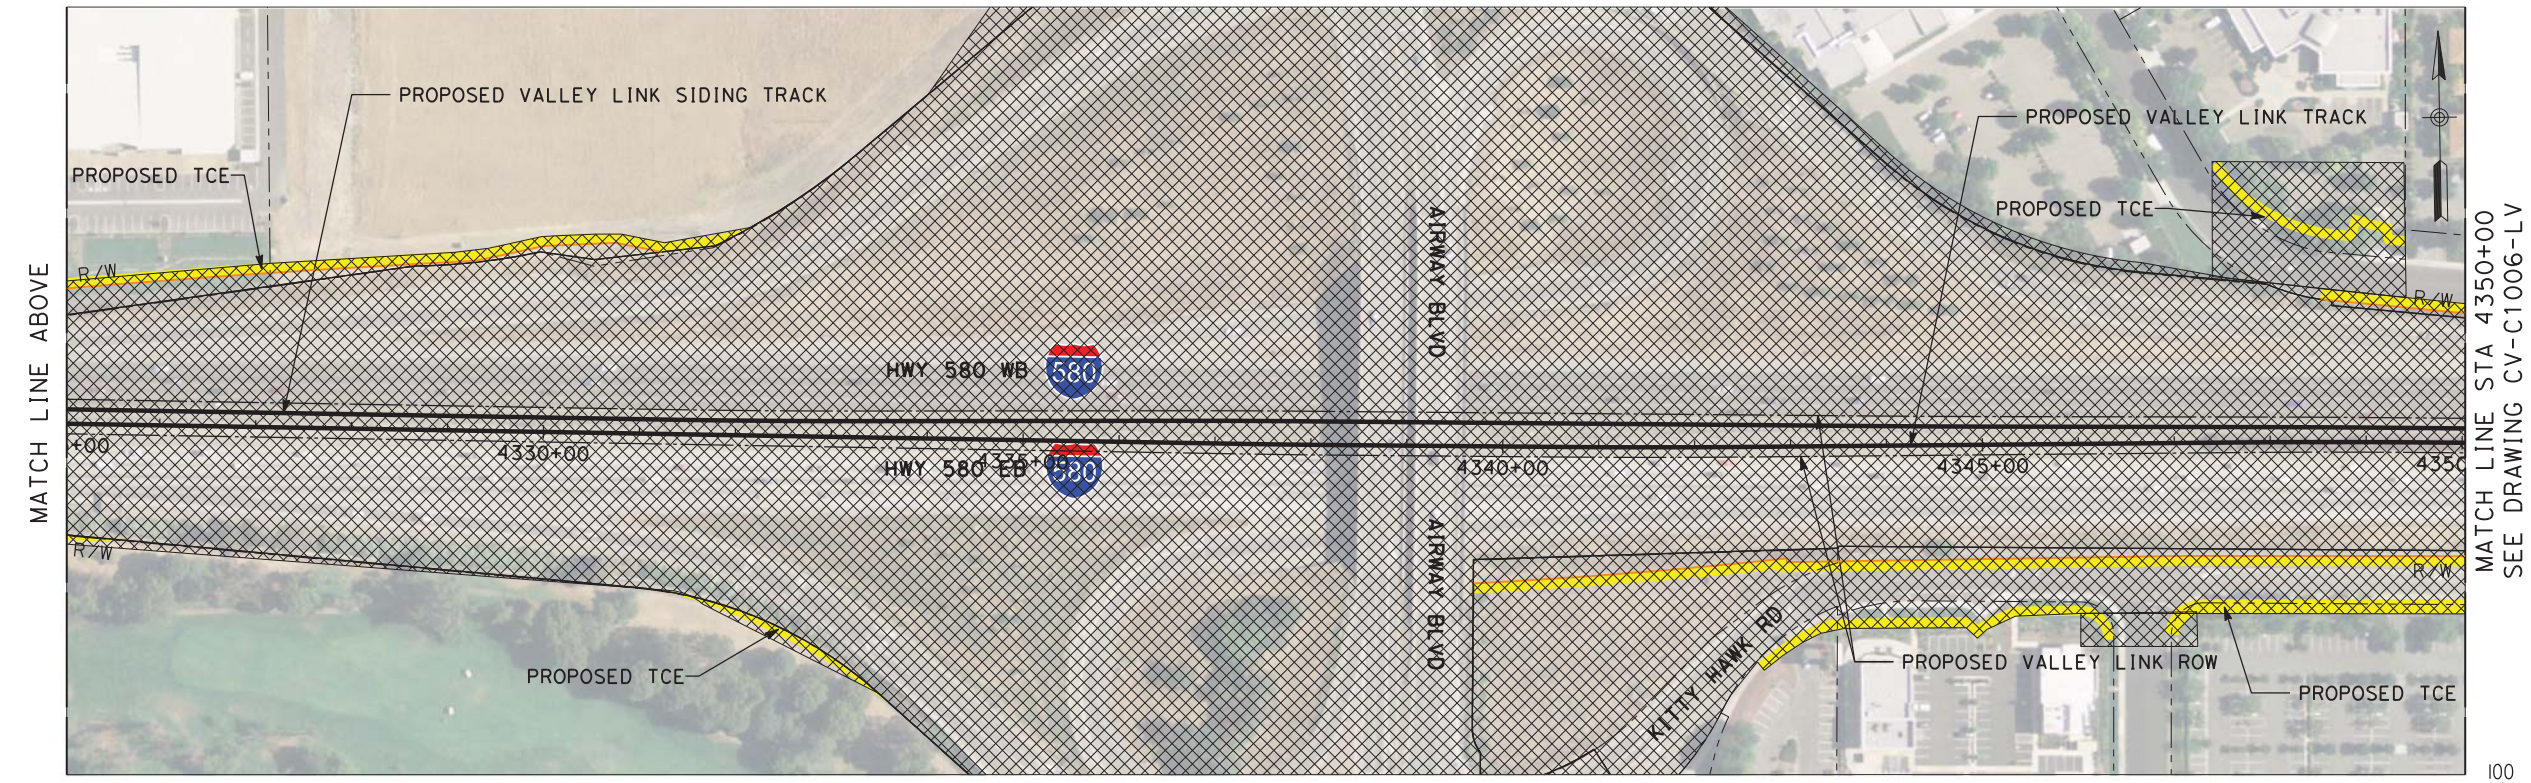 MATCH LINE ABOVE
PROPOSED VALLEY LINK SIDING TRACK
PROPOSED VALLEY LINK TRACK
PROPOSED TCE
PROPOSED TCE
R/W
R/W
AIRWAY BLVD
HWY 580 WB
580
+00
4330+00
4335+00
HWY 580 EB
580
4340+00
4345+00
4350
R/W
R/W
AIRWAY BLVD
KITTY HAWK RD
PROPOSED TCE
PROPOSED VALLEY LINK ROW
PROPOSED TCE
MATCH LINE STA 4350+00
SEE DRAWING CV-C1006-LV
100